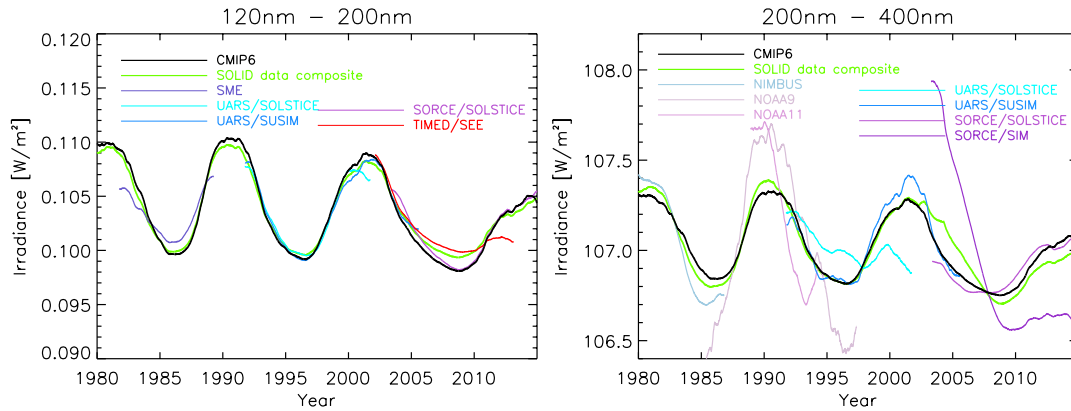 120nm – 200nm
0.120
0.115
0.110
0.105
0.100
0.095
0.090
Irradiance [W/m²]
CMIP6
SOLID data composite
SME
UARS/SOLSTICE
UARS/SUSIM
SORCE/SOLSTICE
TIMED/SEE
1980 1985 1990 1995 2000 2005 2010
Year
200nm – 400nm
108.0
107.5
107.0
106.5
106.4
Irradiance [W/m²]
CMIP6
SOLID data composite
NIMBUS
NOAA9
NOAA11
UARS/SOLSTICE
UARS/SUSIM
SORCE/SOLSTICE
SORCE/SIM
1980 1985 1990 1995 2000 2005 2010
Year